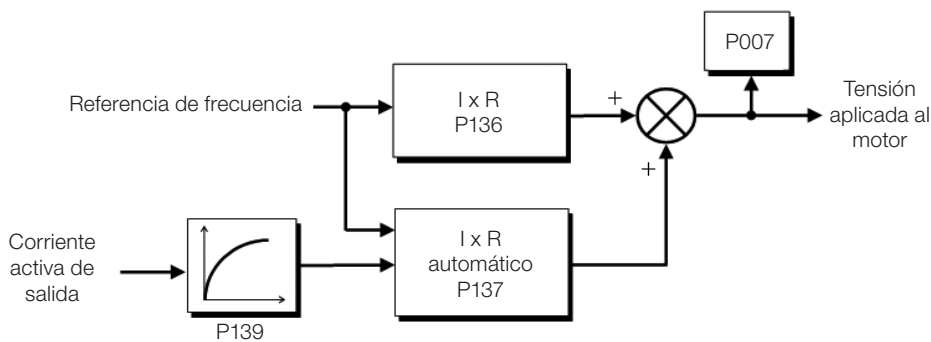 P007
Referencia de frecuencia
I x R
P136
+
Tensión
aplicada al
motor
+
Corriente
activa de
salida
P139
I x R
automático
P137